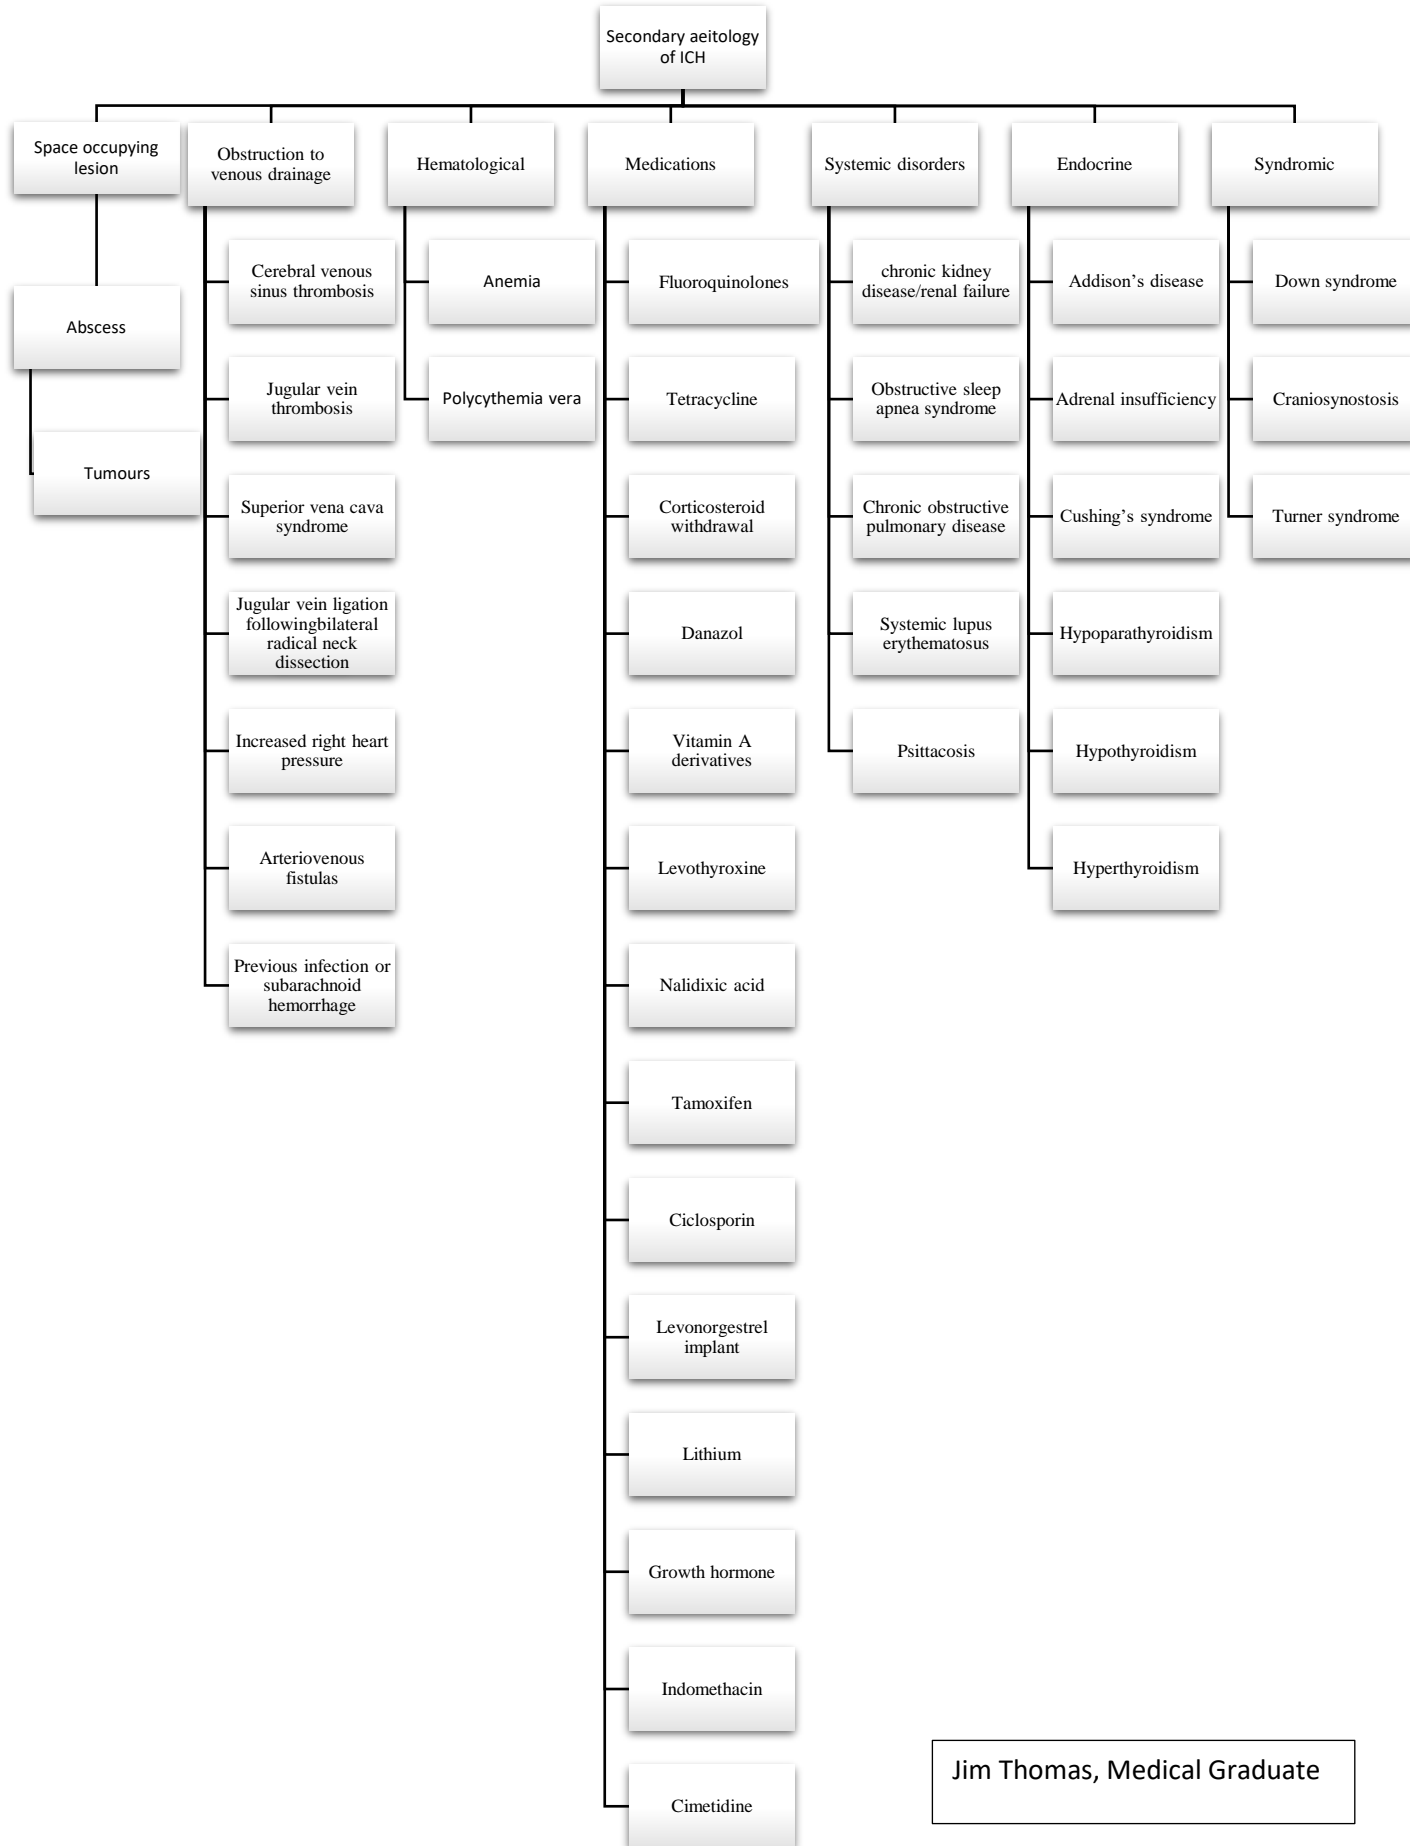 Secondary aeitology
of ICH
Space occupying
lesion
Abscess
Tumours
Obstruction to
venous drainage
Cerebral venous
sinus thrombosis
Jugular vein
thrombosis
Superior vena cava
syndrome
Jugular vein ligation
followingbilateral
radical neck
dissection
Increased right heart
pressure
Arteriovenous
fistulas
Previous infection or
subarachnoid
hemorrhage
Hematological
Anemia
Polycythemia vera
Medications
Fluoroquinolones
Tetracycline
Corticosteroid
withdrawal
Danazol
Vitamin A
derivatives
Levothyroxine
Nalidixic acid
Tamoxifen
Ciclosporin
Levonorgestrel
implant
Lithium
Growth hormone
Indomethacin
Cimetidine
Systemic disorders
chronic kidney
disease/renal failure
Obstructive sleep
apnea syndrome
Chronic obstructive
pulmonary disease
Systemic lupus
erythematosus
Psittacosis
Endocrine
Addison’s disease
Adrenal insufficiency
Cushing’s syndrome
Hypoparathyroidism
Hypothyroidism
Hyperthyroidism
Syndromic
Down syndrome
Craniosynostosis
Turner syndrome
Jim Thomas, Medical Graduate